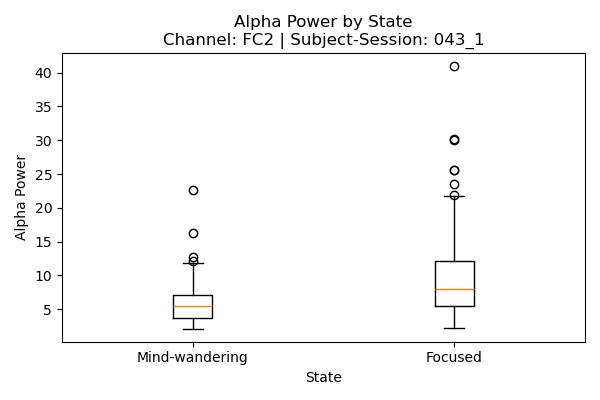 Alpha Power by State
Channel: FC2 | Subject-Session: 043_1
Alpha Power
40
35
30
25
20
15
10
5
Mind-wandering
Focused
State